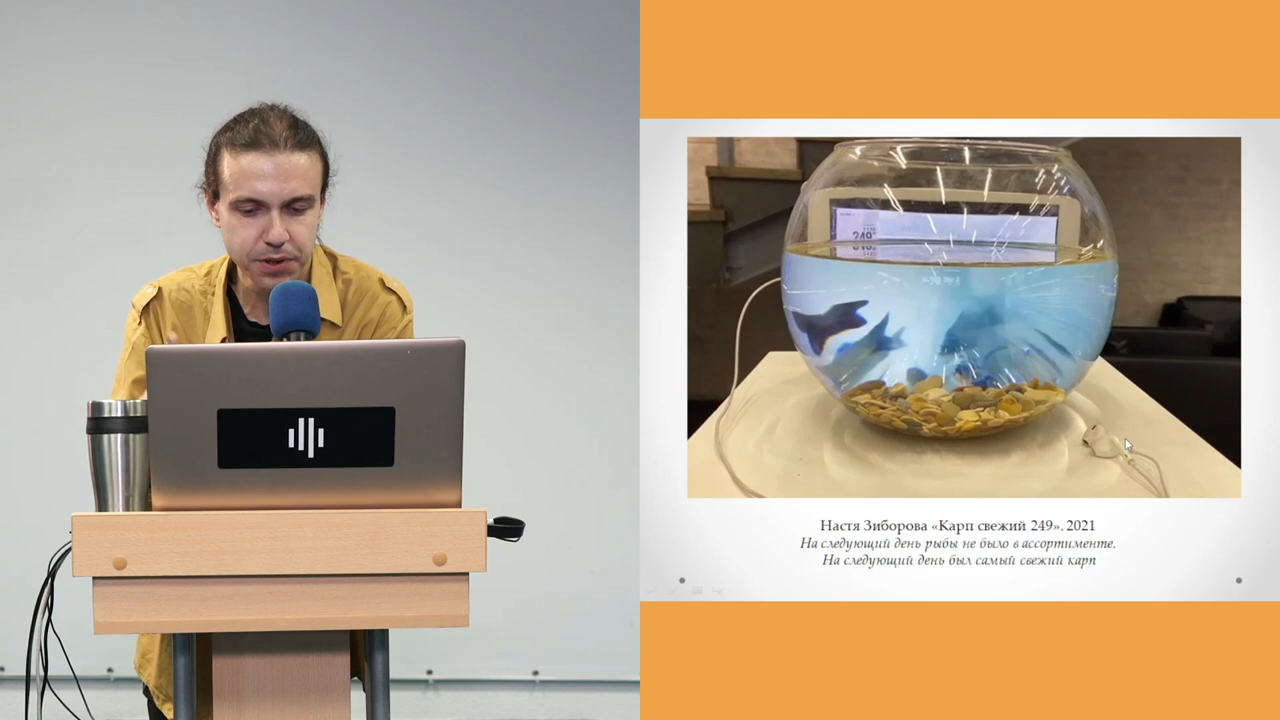 249
Настя Зиборова «Карп свежий 249». 2021
На следующий день рыбы не было в ассортименте.
На следующий день был самый свежий карп